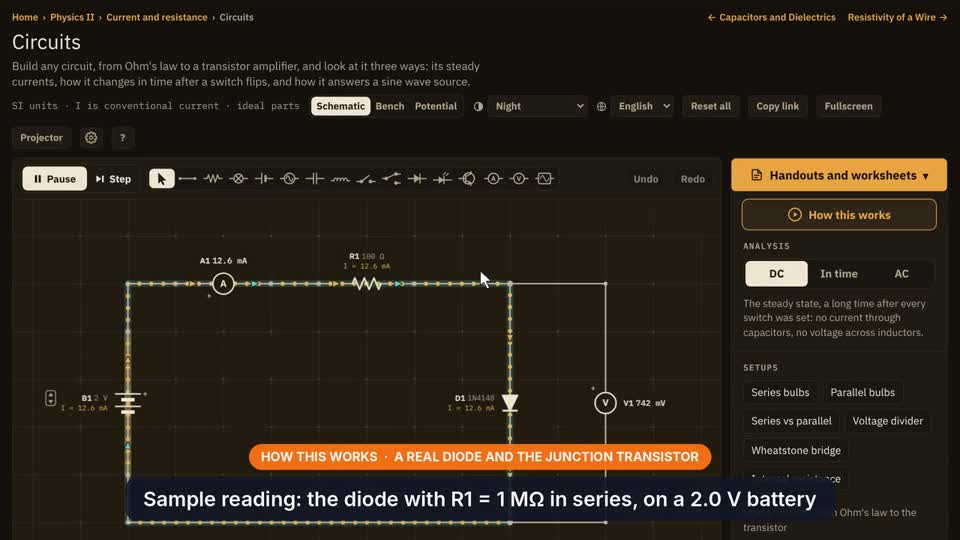 Home › Physics II › Current and resistance › Circuits
← Capacitors and Dielectrics Resistivity of a Wire →
Circuits
Build any circuit, from Ohm's law to a transistor amplifier, and look at it three ways: its steady
currents, how it changes in time after a switch flips, and how it answers a sine wave source.
SI units · I is conventional current · ideal parts
Schematic Bench Potential
Night
English
Reset all
Copy link
Fullscreen
Projector
?
Pause
Step
Undo
Redo
Handouts and worksheets ▾
How this works
ANALYSIS
DC In time AC
The steady state, a long time after every
switch was set: no current through
capacitors, no voltage across inductors.
SETUPS
Series bulbs Parallel bulbs
Series vs parallel Voltage divider
Wheatstone bridge
A1 12.6 mA
A
R1 100 Ω
I = 12.6 mA
B1 2 V
I = 12.6 mA
+
D1 1N4148
I = 12.6 mA
+
V
V1 742 mV
HOW THIS WORKS · A REAL DIODE AND THE JUNCTION TRANSISTOR
Sample reading: the diode with R1 = 1 MΩ in series, on a 2.0 V battery
Ohm's law to the
transistor